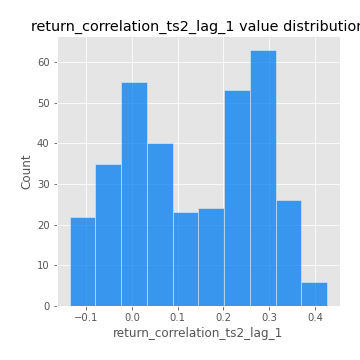 return_correlation_ts2_lag_1 value distribution
60
50
40
30
20
10
0
Count
−0.1 0.0 0.1 0.2 0.3 0.4
return_correlation_ts2_lag_1